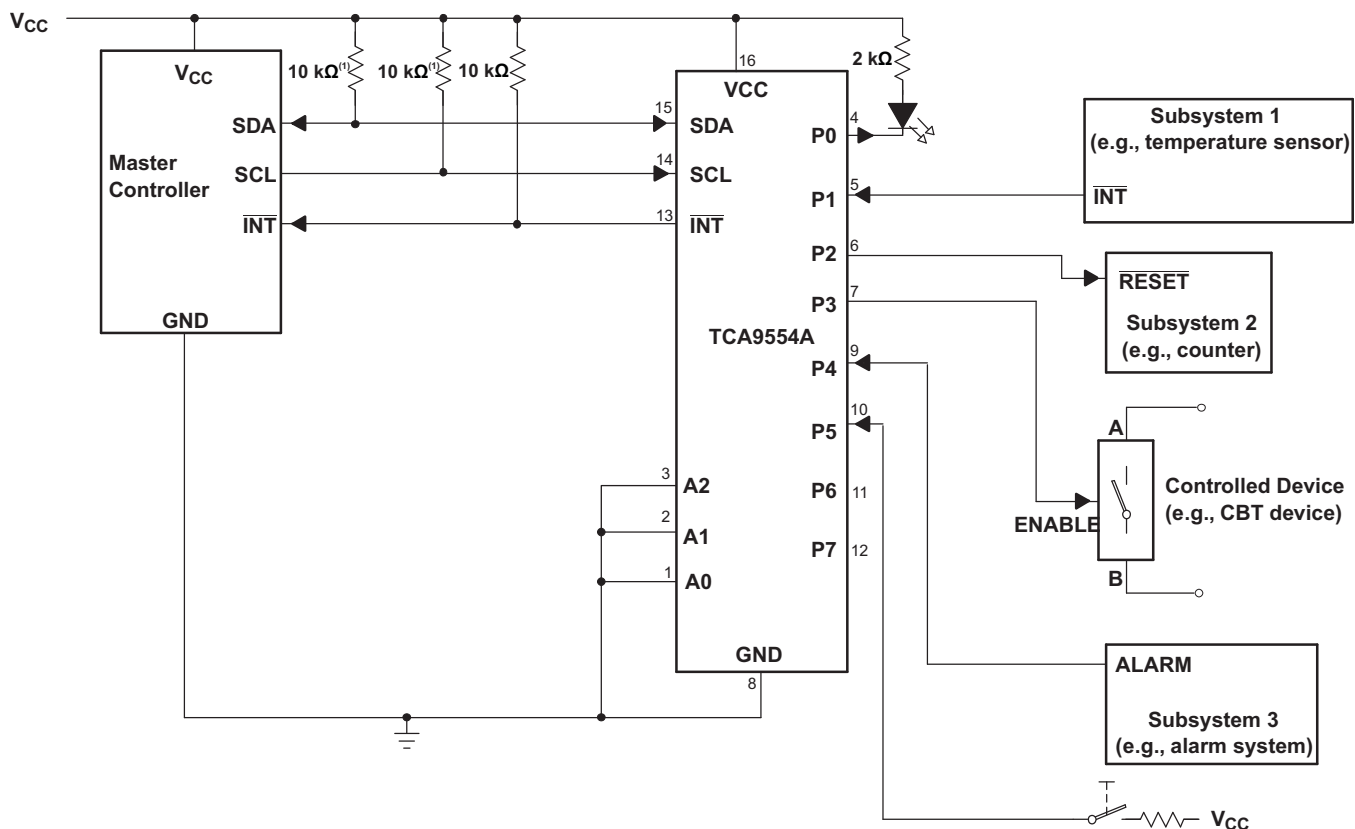 VCC
VCC
SDA
Master
Controller
SCL
INT
GND
10 kΩ(1)
10 kΩ(1)
10 kΩ
2 kΩ
16
VCC
15
SDA
14
SCL
13
INT
TCA9554A
3
A2
2
A1
1
A0
GND
8
P0
4
P1
5
P2
6
P3
7
P4
9
P5
10
P6
11
P7
12
Subsystem 1
(e.g., temperature sensor)
INT
RESET
Subsystem 2
(e.g., counter)
A
ENABLE
B
Controlled Device
(e.g., CBT device)
ALARM
Subsystem 3
(e.g., alarm system)
VCC